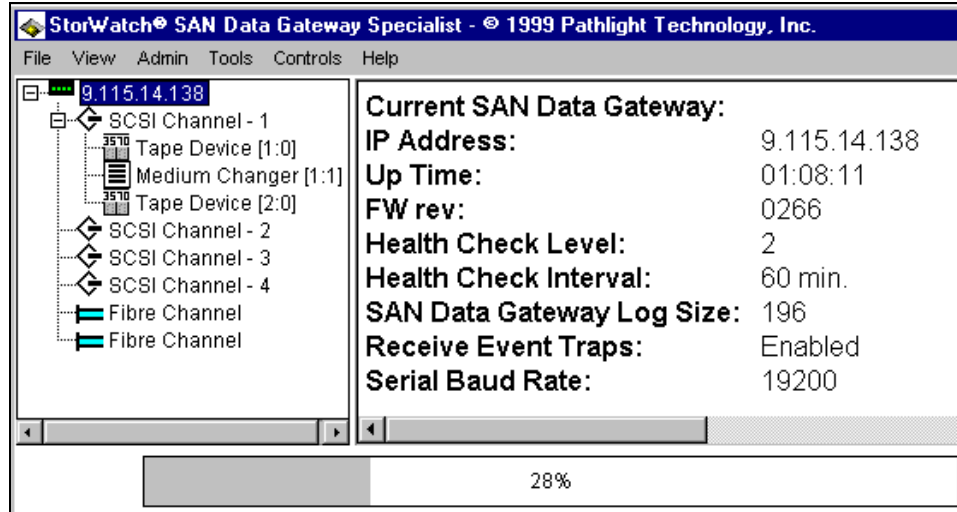 StorWatch® SAN Data Gateway Specialist - © 1999 Pathlight Technology, Inc.
File View Admin Tools Controls Help
9.115.14.138
SCSI Channel - 1
3570 Tape Device [1:0]
Medium Changer [1:1]
3570 Tape Device [2:0]
SCSI Channel - 2
SCSI Channel - 3
SCSI Channel - 4
Fibre Channel
Fibre Channel
Current SAN Data Gateway:
IP Address: 9.115.14.138
Up Time: 01:08:11
FW rev: 0266
Health Check Level: 2
Health Check Interval: 60 min.
SAN Data Gateway Log Size: 196
Receive Event Traps: Enabled
Serial Baud Rate: 19200
28%